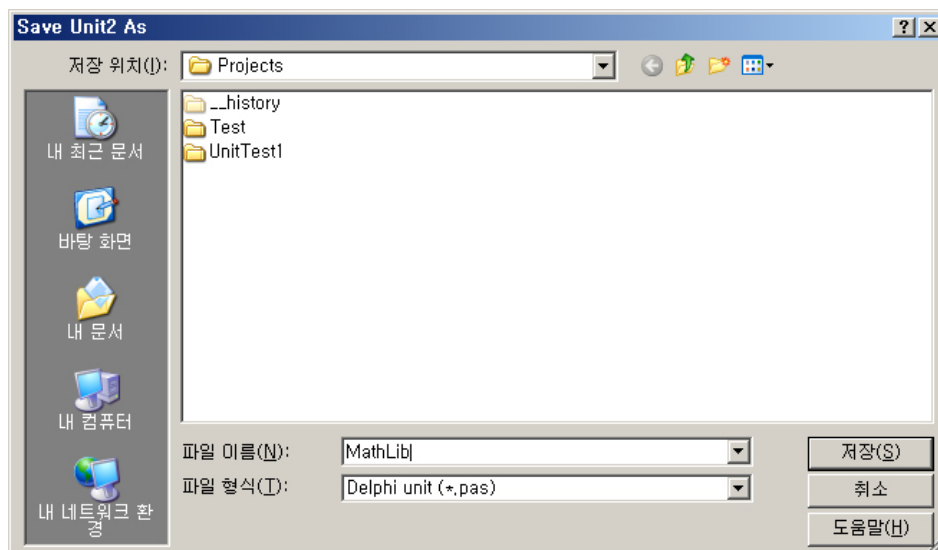 Save Unit2 As
저장 위치(I):
Projects
__history
Test
UnitTest1
내 최근 문서
바탕 화면
내 문서
내 컴퓨터
내 네트워크 환
경
파일 이름(N):
MathLib
저장(S)
파일 형식(T):
Delphi unit (*.pas)
취소
도움말(H)